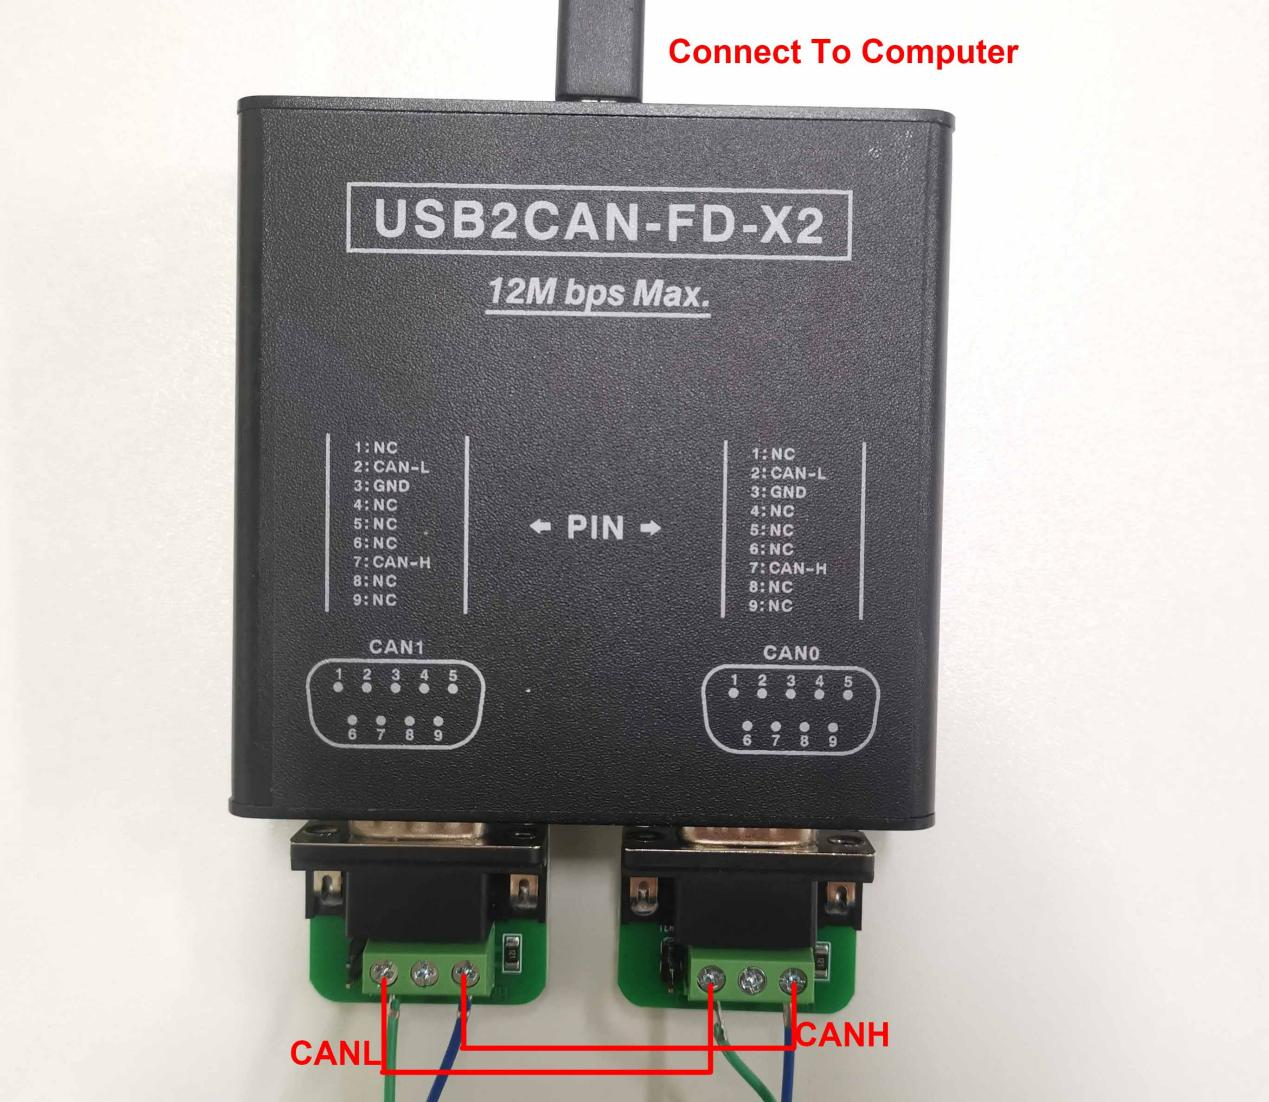 Connect To Computer
USB2CAN-FD-X2
12M bps Max.
1:NC
2:CAN-L
3:GND
4:NC
5:NC
6:NC
7:CAN-H
8:NC
9:NC
← PIN →
1:NC
2:CAN-L
3:GND
4:NC
5:NC
6:NC
7:CAN-H
8:NC
9:NC
CAN1
1 2 3 4 5
6 7 8 9
CAN0
1 2 3 4 5
6 7 8 9
CANL
CANH